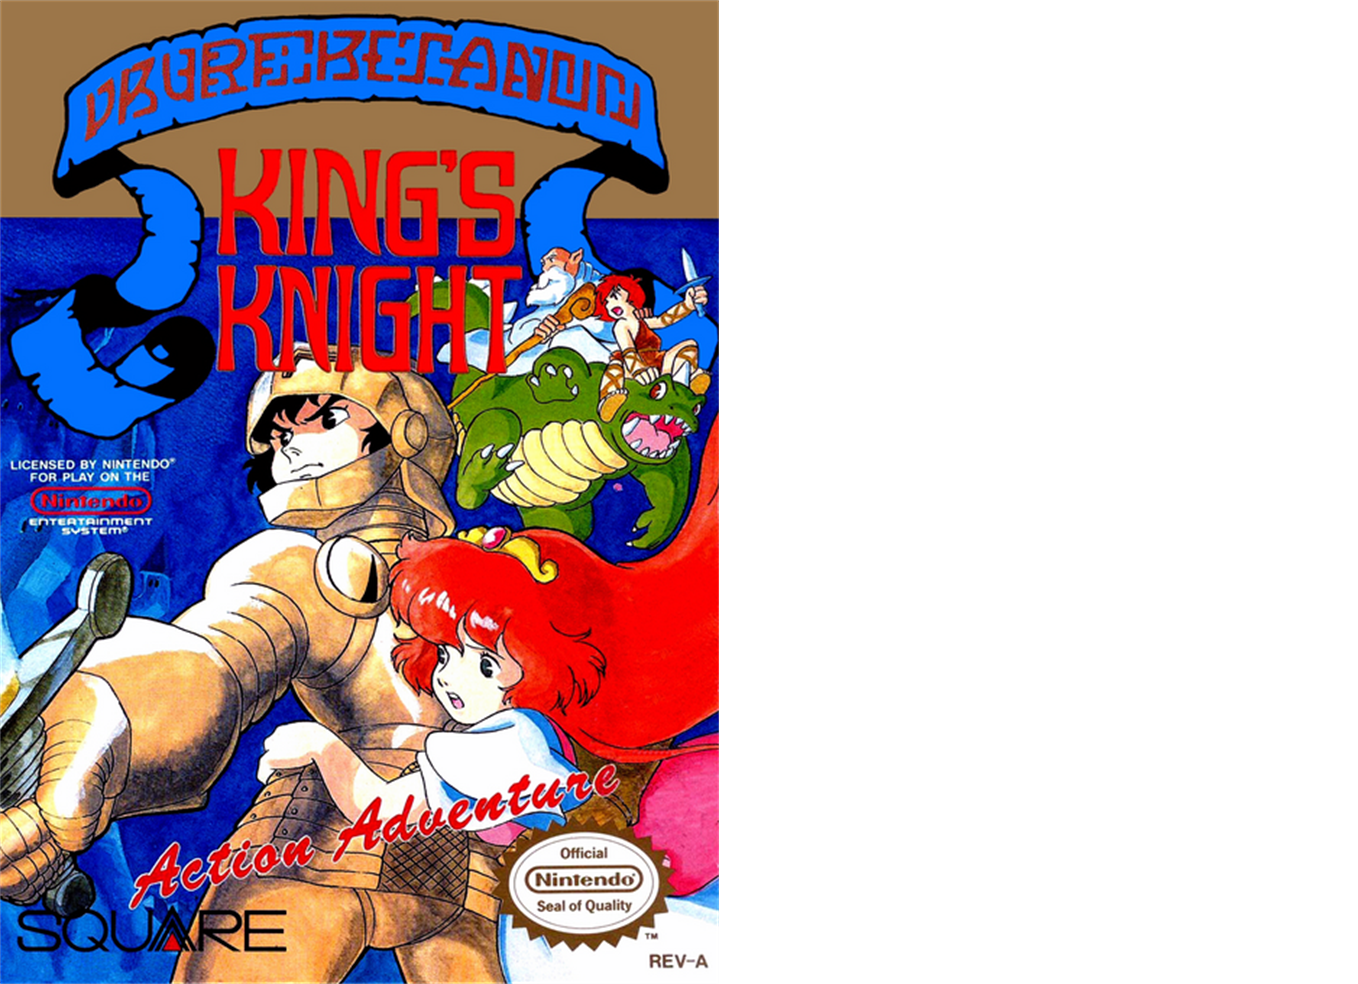 KING'S
KNIGHT
LICENSED BY NINTENDO®
FOR PLAY ON THE
Nintendo®
ENTERTAINMENT
SYSTEM®
Action Adventure
Official
Nintendo®
Seal of Quality
TM
SQUARE
REV-A